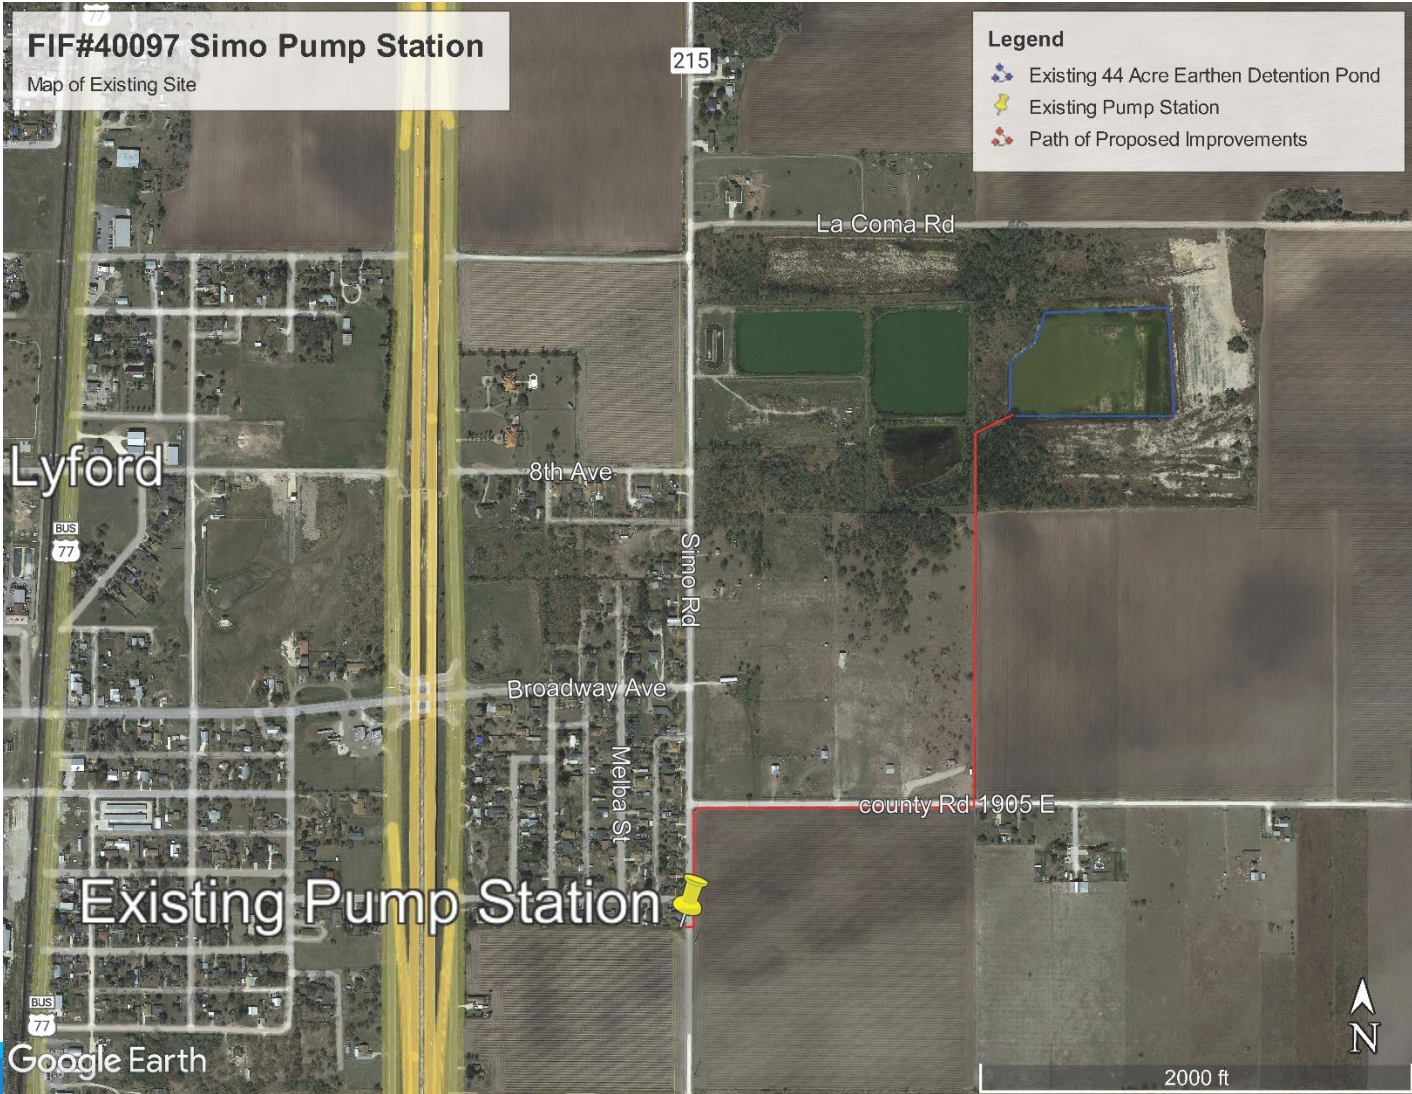 77
FIF#40097 Simo Pump Station
Map of Existing Site
215
Legend
Existing 44 Acre Earthen Detention Pond
Existing Pump Station
Path of Proposed Improvements
La Coma Rd
Lyford
8th Ave
BUS
77
Simo Rd
Broadway Ave
Melba St
county Rd 1905 E
Existing Pump Station
BUS
77
N
Google Earth
2000 ft